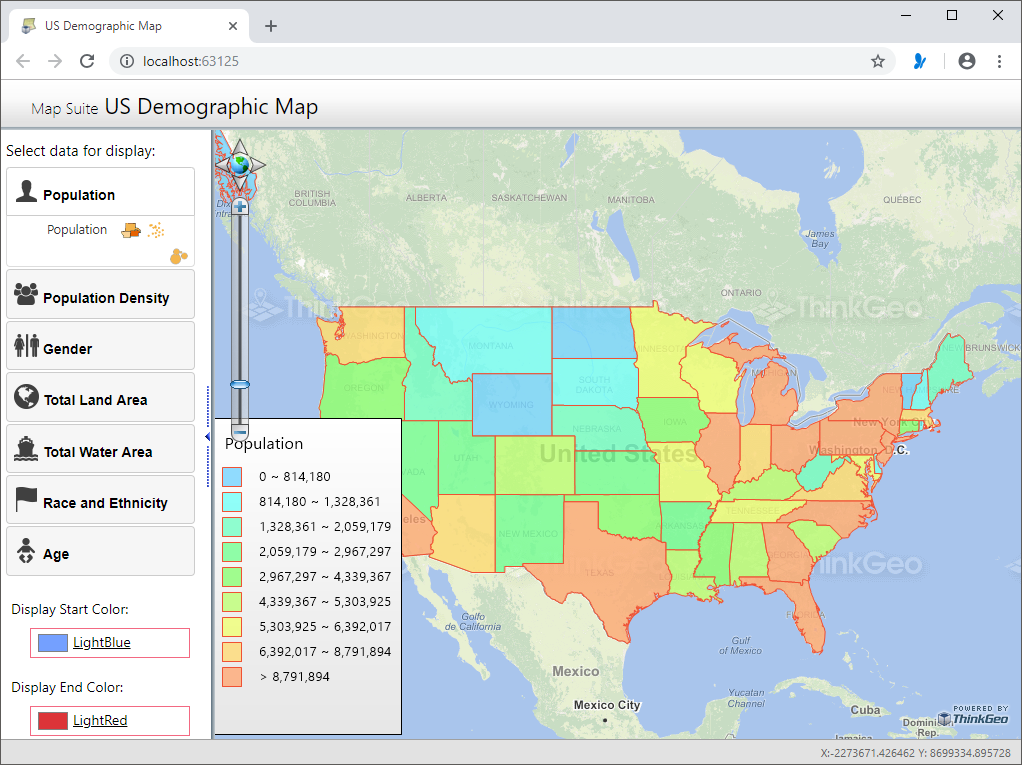 US Demographic Map
localhost:63125
Map Suite US Demographic Map
Select data for display:
Population
Population
Population Density
Gender
Total Land Area
Total Water Area
Race and Ethnicity
Age
Display Start Color:
LightBlue
Display End Color:
LightRed
BRITISH
COLUMBIA
ALBERTA
SASKATCHEWAN
MANITOBA
QUÉBEC
James
Bay
ONTARIO
ThinkGeo
ThinkGeo
ThinkGeo
NEW BRUNSWICK
WASHINGTON
MONTANA
MINNESOTA
MICHIGAN
OREGON
SOUTH
DAKOTA
WYOMING
IOWA
New York City
NEBRASKA
United States
Washington, D.C.
UTAH
TENNESSEE
NEW MEXICO
ARKANSAS
ThinkGeo
TEXAS
FLORIDA
Population
0 ~ 814,180
814,180 ~ 1,328,361
1,328,361 ~ 2,059,179
2,059,179 ~ 2,967,297
2,967,297 ~ 4,339,367
4,339,367 ~ 5,303,925
5,303,925 ~ 6,392,017
6,392,017 ~ 8,791,894
> 8,791,894
Golfo
de California
Gulf
of Mexico
Mexico
Mexico City
Yucatan
Channel
Cuba
Dominican
Rep.
Jamaica
POWERED BY
ThinkGeo
X:-2273671.426462 Y: 8699334.895728